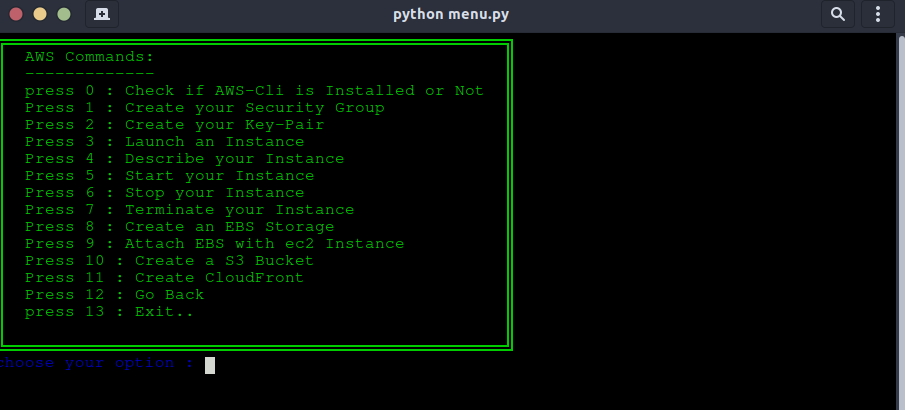 python menu.py
AWS Commands:
-------------
press 0 : Check if AWS-Cli is Installed or Not
Press 1 : Create your Security Group
Press 2 : Create your Key-Pair
Press 3 : Launch an Instance
Press 4 : Describe your Instance
Press 5 : Start your Instance
Press 6 : Stop your Instance
Press 7 : Terminate your Instance
Press 8 : Create an EBS Storage
Press 9 : Attach EBS with ec2 Instance
Press 10 : Create a S3 Bucket
Press 11 : Create CloudFront
Press 12 : Go Back
press 13 : Exit..
choose your option :